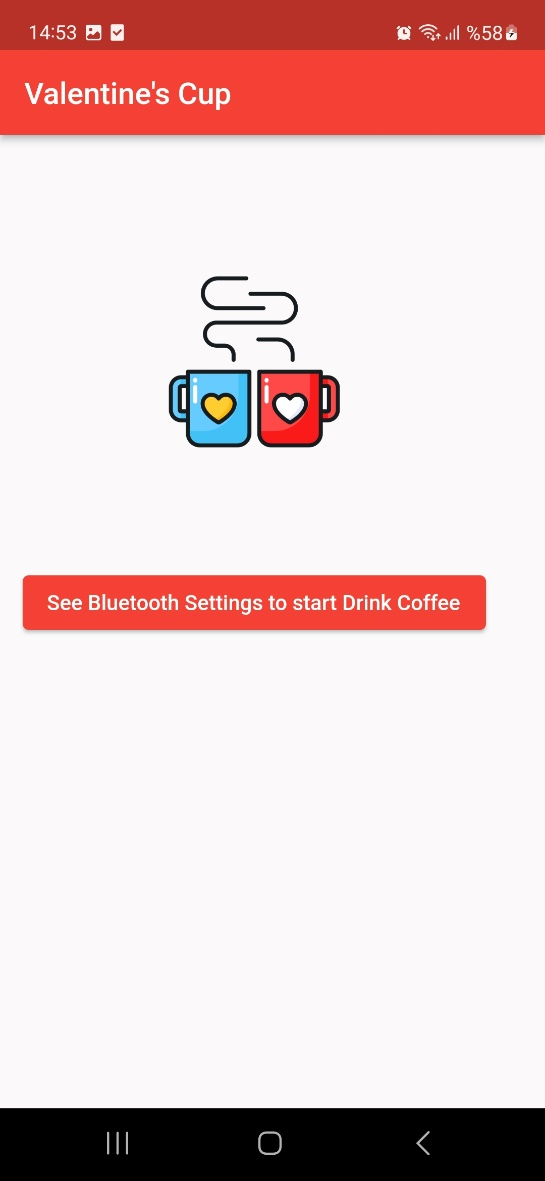 14:53 %58
Valentine's Cup
See Bluetooth Settings to start Drink Coffee